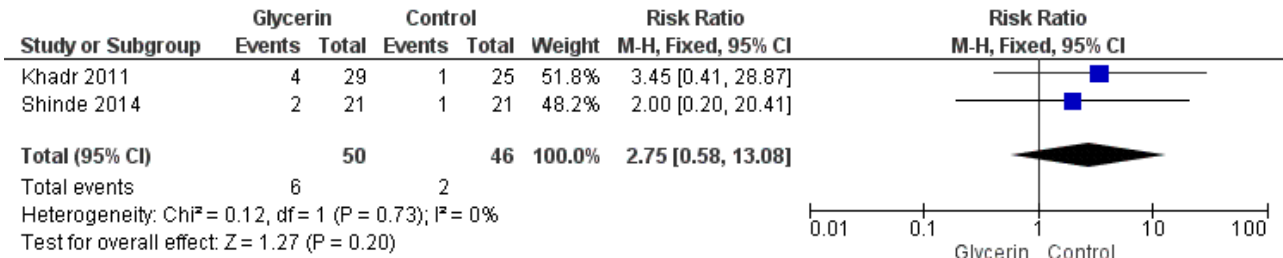 Glycerin Control Risk Ratio Risk Ratio
Study or Subgroup Events Total Events Total Weight M-H, Fixed, 95% CI M-H, Fixed, 95% CI
Khadr 2011 4 29 1 25 51.8% 3.45 [0.41, 28.87]
Shinde 2014 2 21 1 21 48.2% 2.00 [0.20, 20.41]
Total (95% CI) 50 46 100.0% 2.75 [0.58, 13.08]
Total events 6 2
Heterogeneity: Chi² = 0.12, df = 1 (P = 0.73); I² = 0%
Test for overall effect: Z = 1.27 (P = 0.20)
0.01 0.1 1 10 100
Glycerin Control